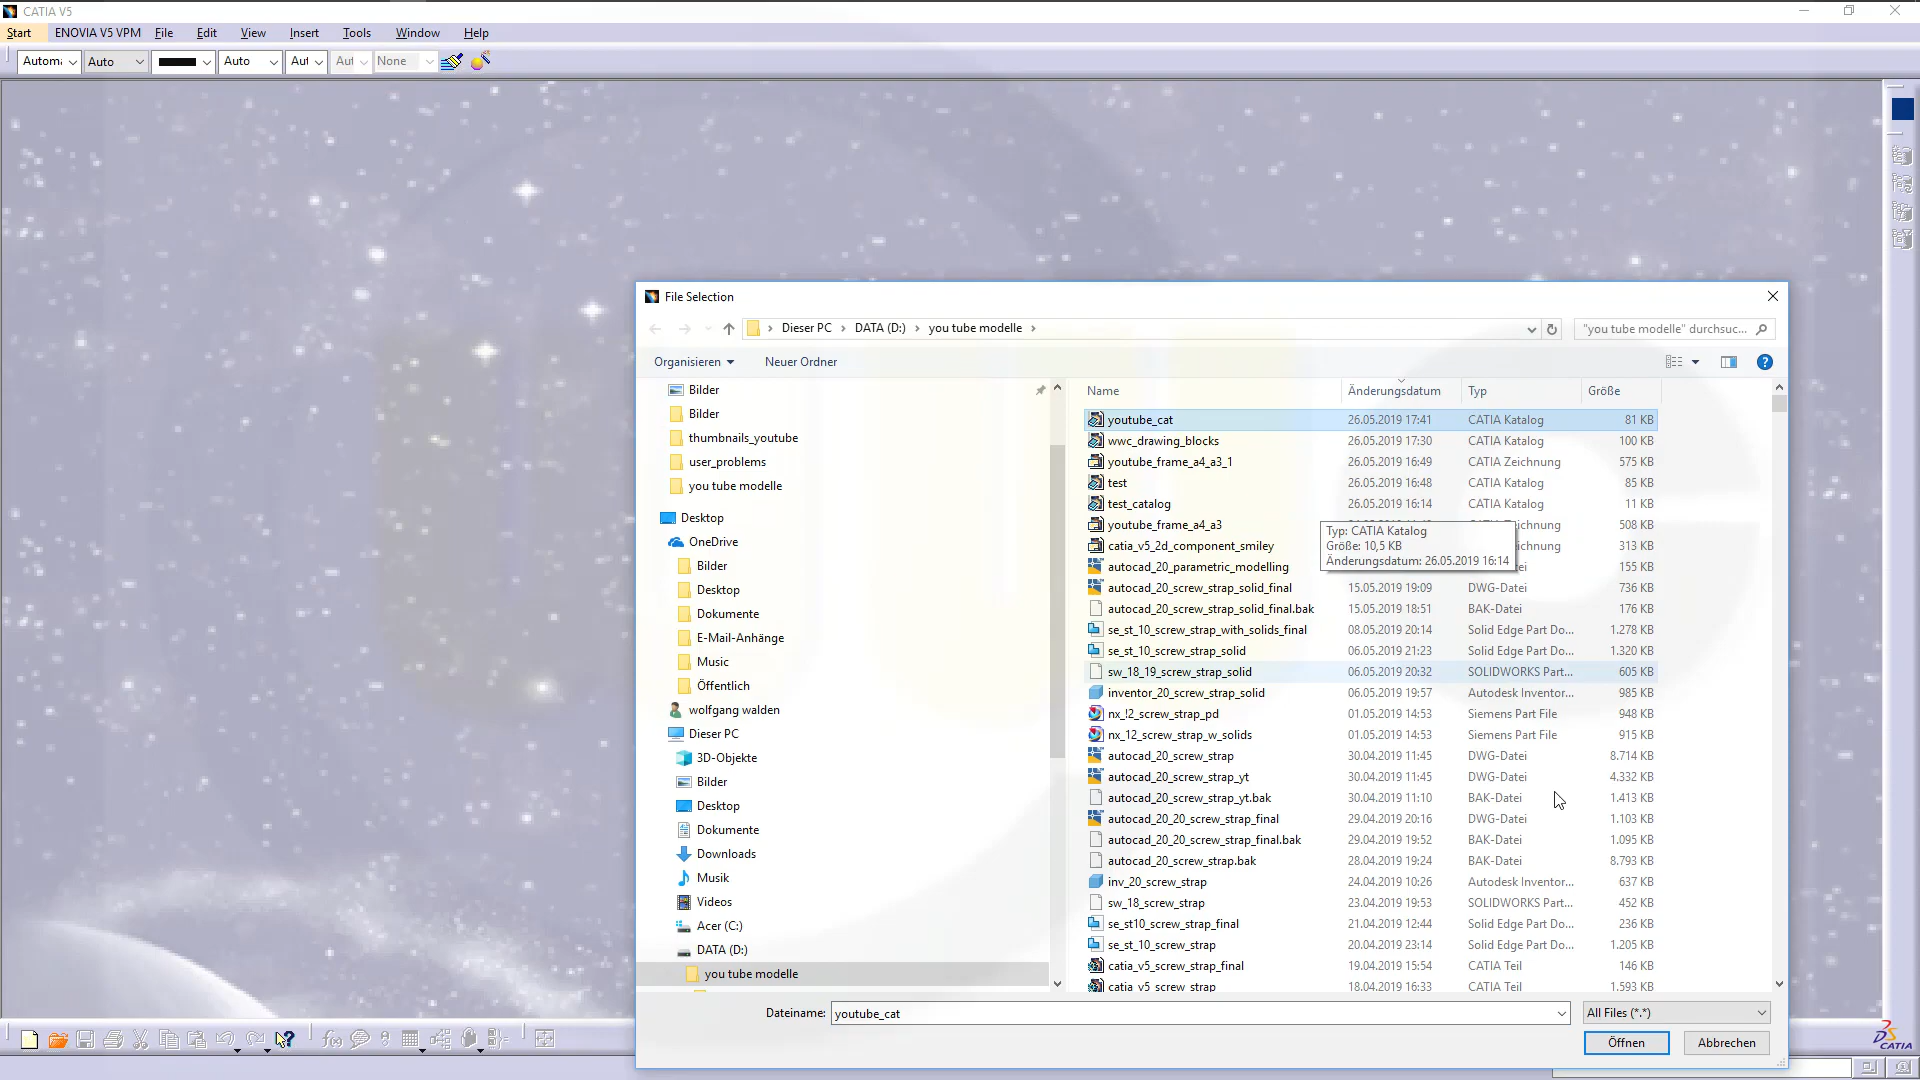 CATIA V5
Start ENOVIA V5 VPM File Edit View Insert Tools Window Help
Auto Auto Aut Aut None
File Selection
Dieser PC DATA (D:) you tube modelle
"you tube modelle" durchsuc...
Organisieren Neuer Ordner
Bilder
Bilder
thumbnails_youtube
user_problems
you tube modelle
Desktop
OneDrive
Bilder
Desktop
Dokumente
E-Mail-Anhänge
Music
Öffentlich
wolfgang walden
Dieser PC
3D-Objekte
Bilder
Desktop
Dokumente
Downloads
Musik
Videos
Acer (C:)
DATA (D:)
you tube modelle
Name Änderungsdatum Typ Größe
youtube_cat 26.05.2019 17:41 CATIA Katalog 81 KB
wwc_drawing_blocks 26.05.2019 17:30 CATIA Katalog 100 KB
youtube_frame_a4_a3_1 26.05.2019 16:49 CATIA Zeichnung 575 KB
test 26.05.2019 16:48 CATIA Katalog 85 KB
test_catalog 26.05.2019 16:14 CATIA Katalog 11 KB
youtube_frame_a4_a3 508 KB
catia_v5_2d_component_smiley 313 KB
autocad_20_parametric_modelling 155 KB
Typ: CATIA Katalog
Größe: 10,5 KB
Änderungsdatum: 26.05.2019 16:14
autocad_20_screw_strap_solid_final 15.05.2019 19:09 DWG-Datei 736 KB
autocad_20_screw_strap_solid_final.bak 15.05.2019 18:51 BAK-Datei 176 KB
se_st_10_screw_strap_with_solids_final 08.05.2019 20:14 Solid Edge Part Do... 1.278 KB
se_st_10_screw_strap_solid 06.05.2019 21:23 Solid Edge Part Do... 1.320 KB
sw_18_19_screw_strap_solid 06.05.2019 20:32 SOLIDWORKS Part... 605 KB
inventor_20_screw_strap_solid 06.05.2019 19:57 Autodesk Inventor... 985 KB
nx_!2_screw_strap_pd 01.05.2019 14:53 Siemens Part File 948 KB
nx_12_screw_strap_w_solids 01.05.2019 14:53 Siemens Part File 915 KB
autocad_20_screw_strap 30.04.2019 11:45 DWG-Datei 8.714 KB
autocad_20_screw_strap_yt 30.04.2019 11:45 DWG-Datei 4.332 KB
autocad_20_screw_strap_yt.bak 30.04.2019 11:10 BAK-Datei 1.413 KB
autocad_20_20_screw_strap_final 29.04.2019 20:16 DWG-Datei 1.103 KB
autocad_20_20_screw_strap_final.bak 29.04.2019 19:52 BAK-Datei 1.095 KB
autocad_20_screw_strap.bak 28.04.2019 19:24 BAK-Datei 8.793 KB
inv_20_screw_strap 24.04.2019 10:26 Autodesk Inventor... 637 KB
sw_18_screw_strap 23.04.2019 19:53 SOLIDWORKS Part... 452 KB
se_st10_screw_strap_final 21.04.2019 12:44 Solid Edge Part Do... 236 KB
se_st_10_screw_strap 20.04.2019 23:14 Solid Edge Part Do... 1.205 KB
catia_v5_screw_strap_final 19.04.2019 15:54 CATIA Teil 146 KB
catia_v5_screw_strap 18.04.2019 16:33 CATIA Teil 1.593 KB
Dateiname: youtube_cat All Files (*.*)
Öffnen Abbrechen
CATIA